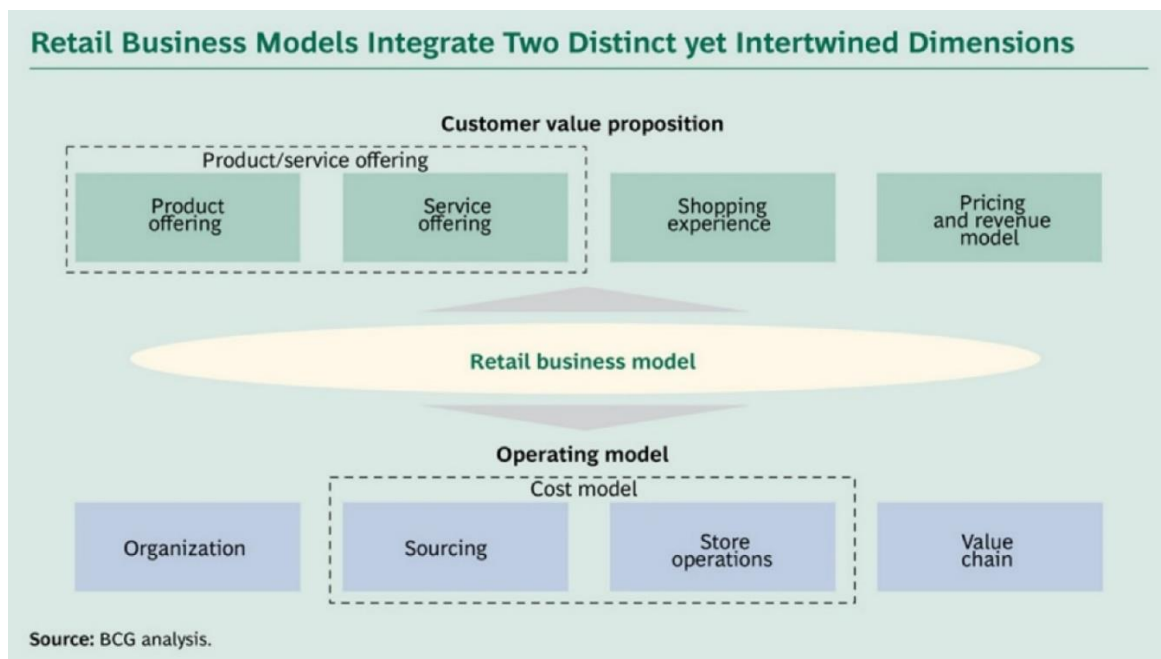 Retail Business Models Integrate Two Distinct yet Intertwined Dimensions
Customer value proposition
Product/service offering
Product
offering
Service
offering
Shopping
experience
Pricing
and revenue
model
Retail business model
Operating model
Cost model
Organization
Sourcing
Store
operations
Value
chain
Source: BCG analysis.